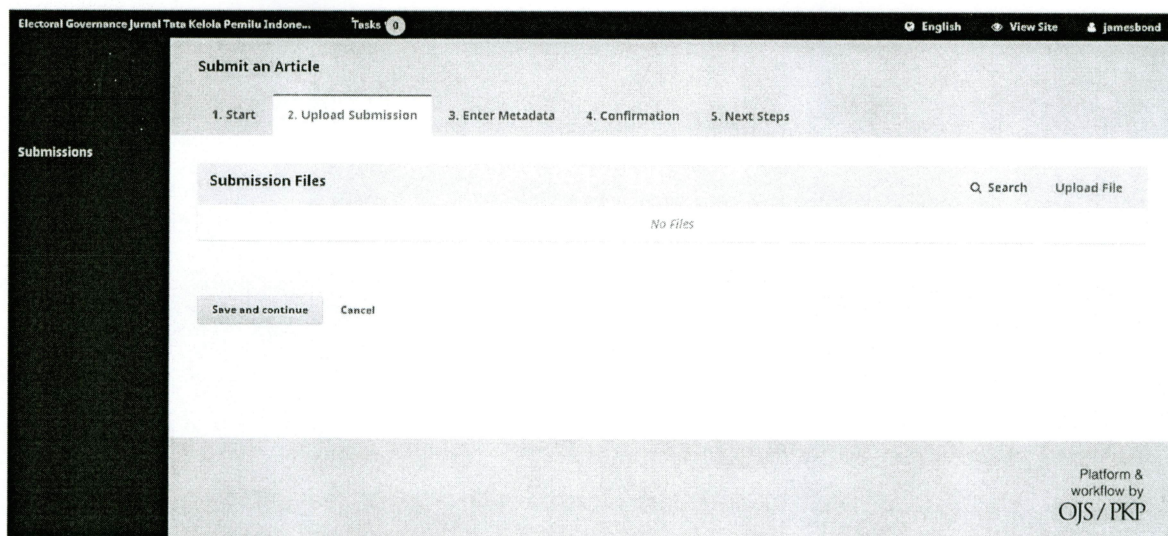 Electoral Governance Jurnal Tata Kelola Pemilu Indone... Tasks 0 English View Site jamesbond
Submit an Article
1. Start 2. Upload Submission 3. Enter Metadata 4. Confirmation 5. Next Steps
Submissions
Submission Files
Search Upload File
No Files
Save and continue Cancel
Platform &
workflow by
OJS / PKP